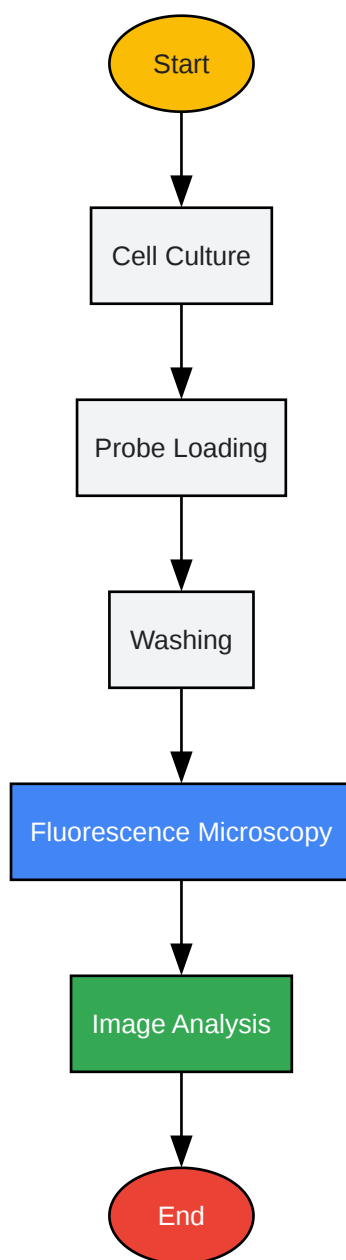 Start
Cell Culture
Probe Loading
Washing
Fluorescence Microscopy
Image Analysis
End